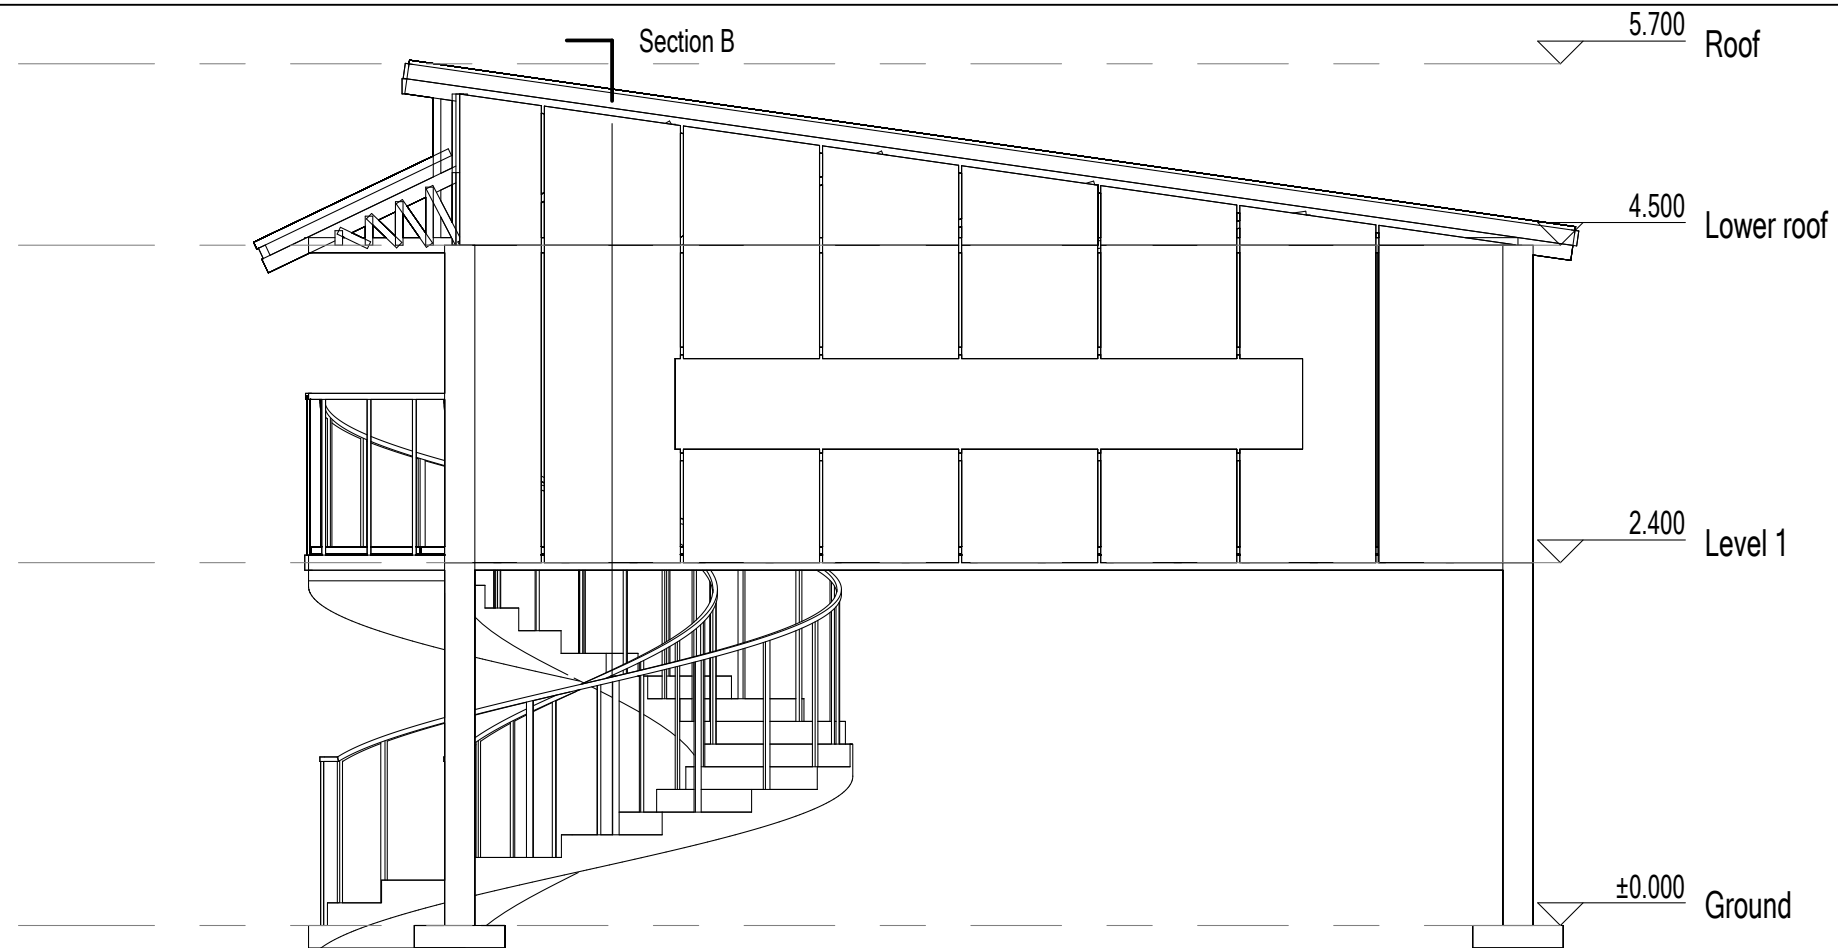 Section B
5.700 Roof
4.500 Lower roof
2.400 Level 1
±0.000 Ground